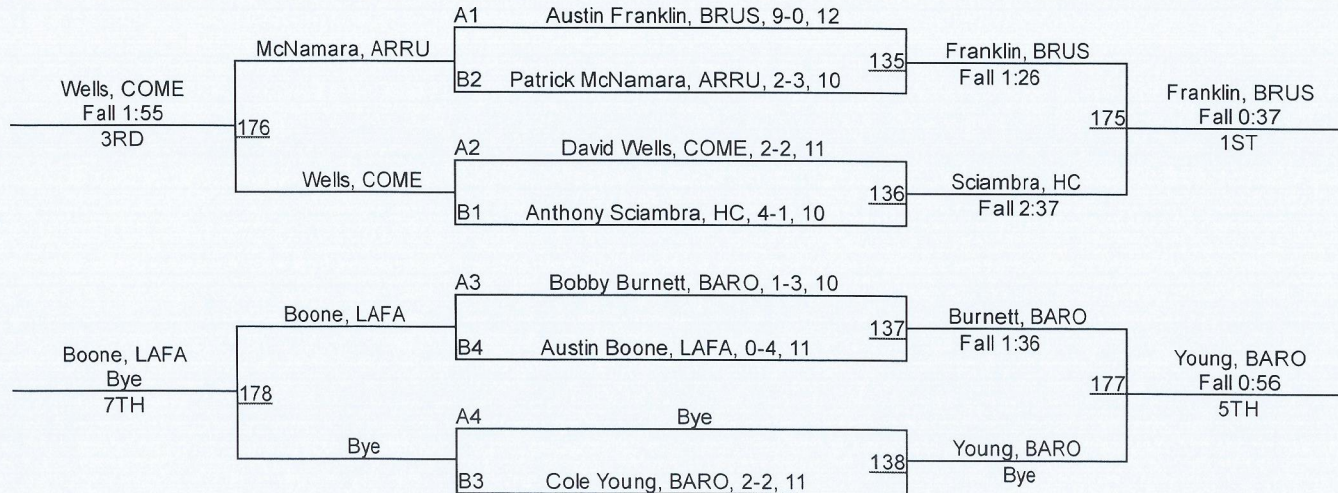 A1 Austin Franklin, BRUS, 9-0, 12
McNamara, ARRU
135 Franklin, BRUS
B2 Patrick McNamara, ARRU, 2-3, 10
Fall 1:26
Wells, COME
Fall 1:55
3RD
176
175
Franklin, BRUS
Fall 0:37
1ST
A2 David Wells, COME, 2-2, 11
Wells, COME
136 Sciambra, HC
B1 Anthony Sciambra, HC, 4-1, 10
Fall 2:37
A3 Bobby Burnett, BARO, 1-3, 10
Boone, LAFA
137 Burnett, BARO
B4 Austin Boone, LAFA, 0-4, 11
Fall 1:36
Boone, LAFA
Bye
7TH
178
177
Young, BARO
Fall 0:56
5TH
A4 Bye
Bye
138 Young, BARO
B3 Cole Young, BARO, 2-2, 11
Bye